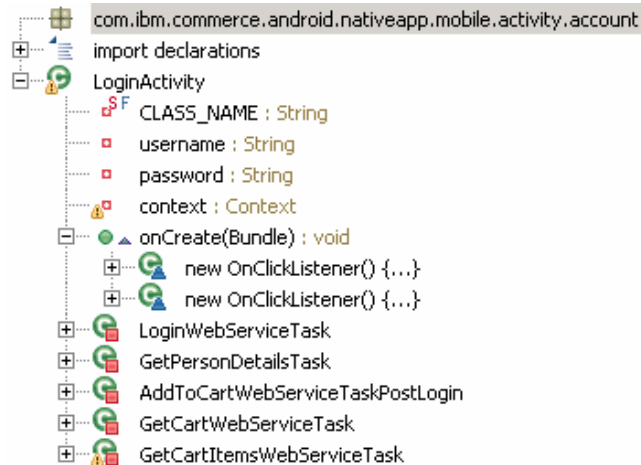 com.ibm.commerce.android.nativeapp.mobile.activity.account
import declarations
LoginActivity
S F CLASS_NAME : String
username : String
password : String
context : Context
onCreate(Bundle) : void
new OnClickListener() {...}
new OnClickListener() {...}
LoginWebServiceTask
GetPersonDetailsTask
AddToCartWebServiceTaskPostLogin
GetCartWebServiceTask
GetCartItemsWebServiceTask